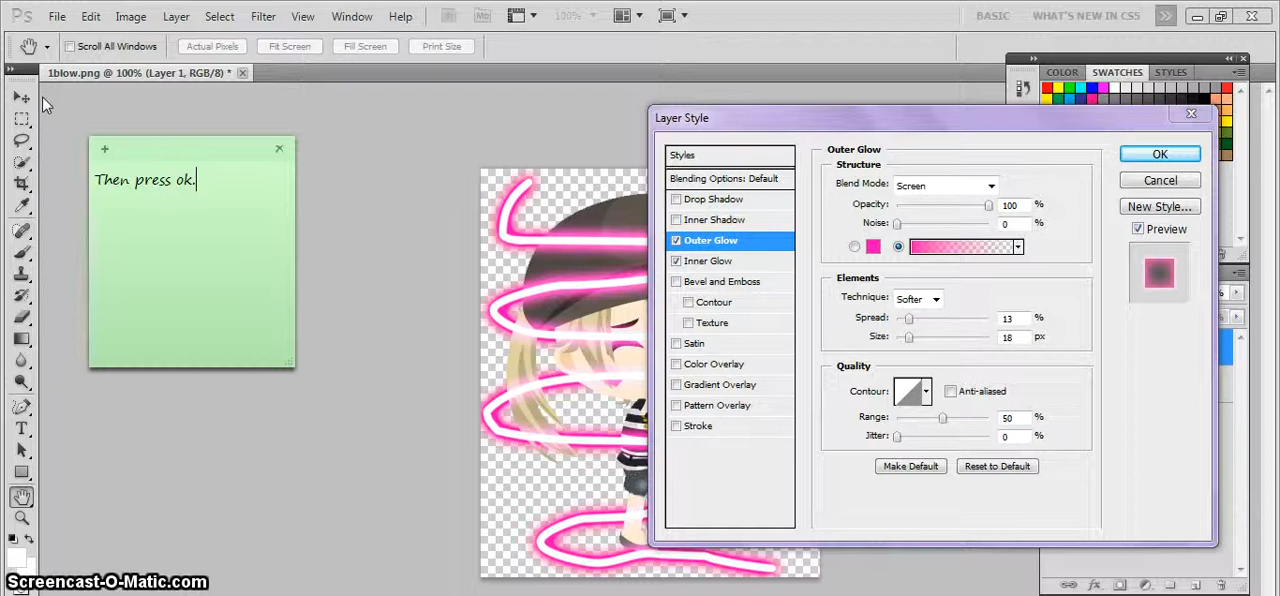 Ps File Edit Image Layer Select Filter View Window Help Br Mb 100% BASIC WHAT'S NEW IN CS5
Scroll All Windows Actual Pixels Fit Screen Fill Screen Print Size
1blow.png @ 100% (Layer 1, RGB/8) *
COLOR SWATCHES STYLES
Then press ok.
Layer Style
Styles
Blending Options: Default
Drop Shadow
Inner Shadow
Outer Glow
Inner Glow
Bevel and Emboss
Contour
Texture
Satin
Color Overlay
Gradient Overlay
Pattern Overlay
Stroke
Outer Glow
Structure
Blend Mode: Screen
Opacity: 100 %
Noise: 0 %
Elements
Technique: Softer
Spread: 13 %
Size: 18 px
Quality
Contour: Anti-aliased
Range: 50 %
Jitter: 0 %
Make Default Reset to Default
OK
Cancel
New Style...
Preview
%
%
T
fx
Screencast-O-Matic.com